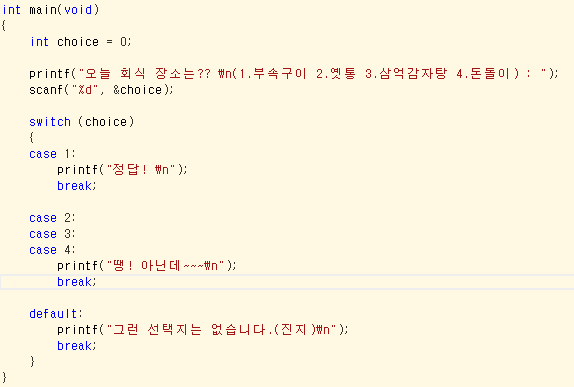 int main(void)
{
int choice = 0;
printf("오늘 회식 장소는?? ₩n(1.부속구이 2.옛통 3.삼억감자탕 4.돈돌이) : ");
scanf("%d", &choice);
switch (choice)
{
case 1:
printf("정답! ₩n");
break;
case 2:
case 3:
case 4:
printf("땡! 아닌데~~~₩n");
break;
default:
printf("그런 선택지는 없습니다.(진지)₩n");
break;
}
}